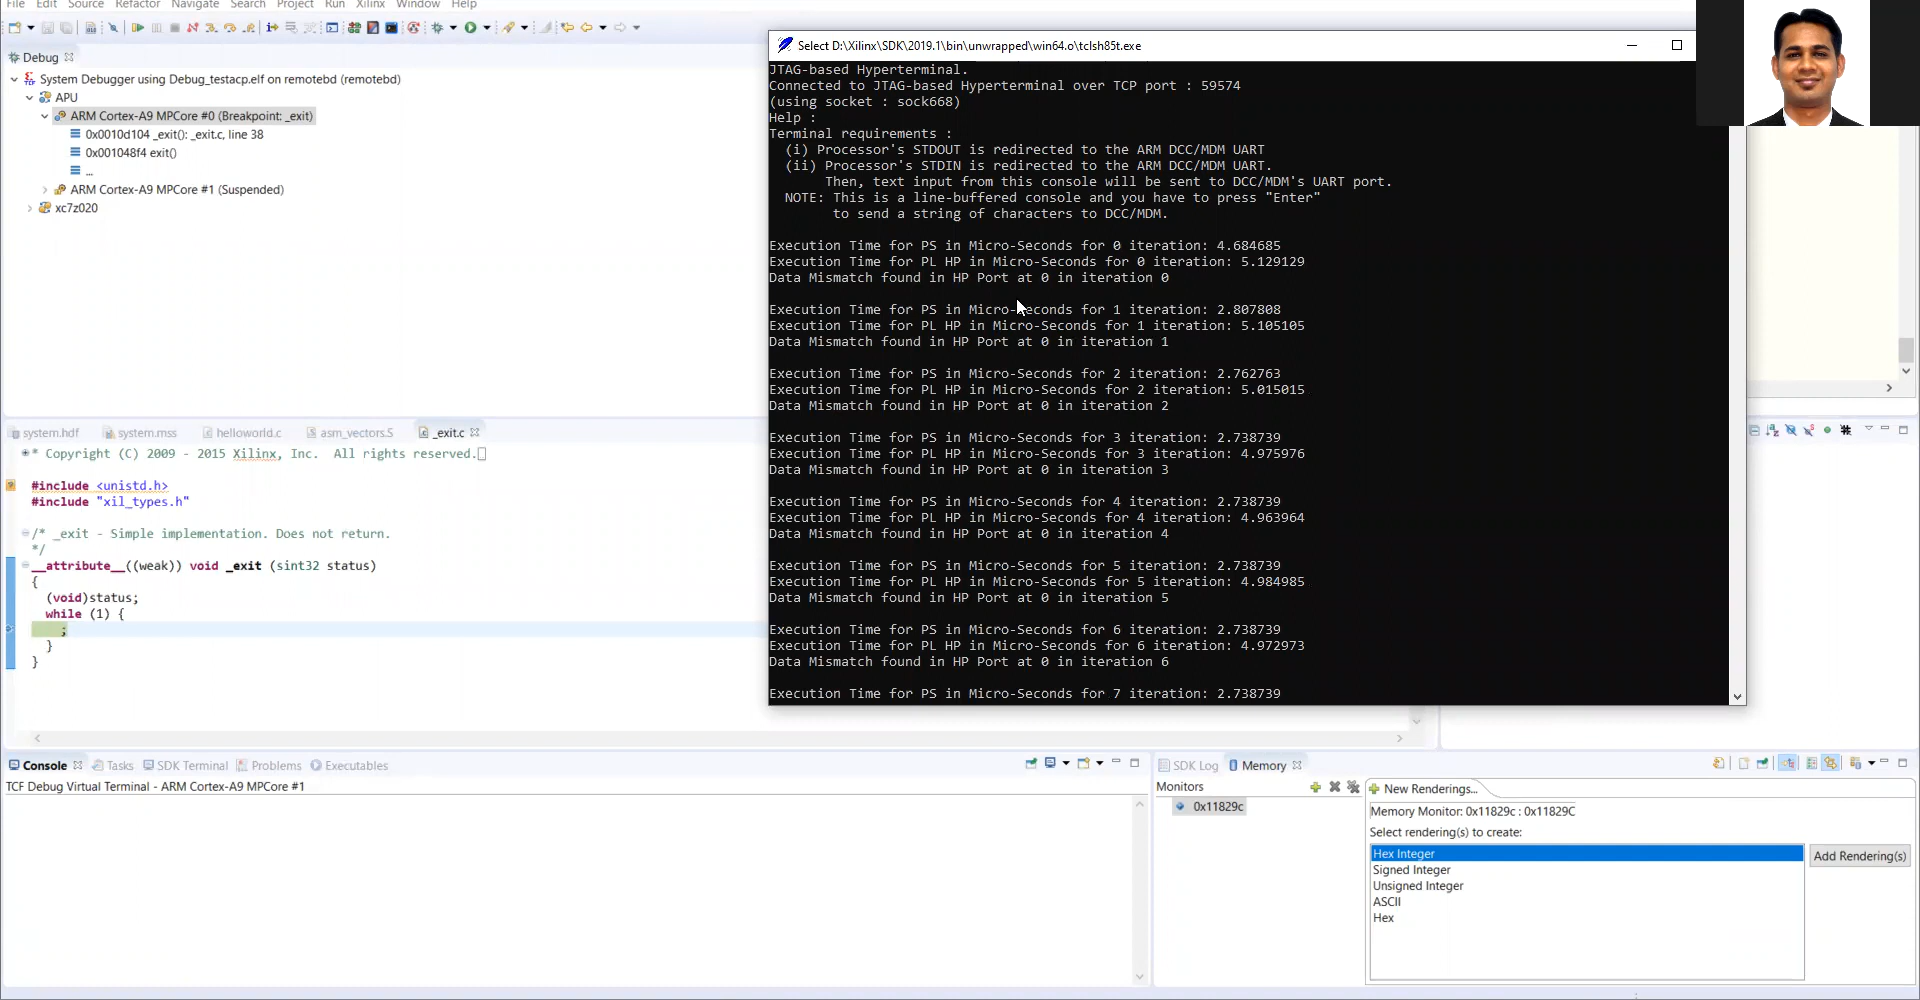 File Edit Source Refactor Navigate Search Project Run Xilinx Window Help
Debug
System Debugger using Debug_testacp.elf on remotebd (remotebd)
APU
ARM Cortex-A9 MPCore #0 (Breakpoint: _exit)
0x0010d104 _exit(): _exit.c, line 38
0x001048f4 exit()
...
ARM Cortex-A9 MPCore #1 (Suspended)
xc7z020
Select D:\Xilinx\SDK\2019.1\bin\unwrapped\win64.o\tclsh85t.exe
JTAG-based Hyperterminal.
Connected to JTAG-based Hyperterminal over TCP port : 59574
(using socket : sock668)
Help :
Terminal requirements :
(i) Processor's STDOUT is redirected to the ARM DCC/MDM UART
(ii) Processor's STDIN is redirected to the ARM DCC/MDM UART.
Then, text input from this console will be sent to DCC/MDM's UART port.
NOTE: This is a line-buffered console and you have to press "Enter"
to send a string of characters to DCC/MDM.
Execution Time for PS in Micro-Seconds for 0 iteration: 4.684685
Execution Time for PL HP in Micro-Seconds for 0 iteration: 5.129129
Data Mismatch found in HP Port at 0 in iteration 0
Execution Time for PS in Micro-Seconds for 1 iteration: 2.807808
Execution Time for PL HP in Micro-Seconds for 1 iteration: 5.105105
Data Mismatch found in HP Port at 0 in iteration 1
Execution Time for PS in Micro-Seconds for 2 iteration: 2.762763
Execution Time for PL HP in Micro-Seconds for 2 iteration: 5.015015
Data Mismatch found in HP Port at 0 in iteration 2
Execution Time for PS in Micro-Seconds for 3 iteration: 2.738739
Execution Time for PL HP in Micro-Seconds for 3 iteration: 4.975976
Data Mismatch found in HP Port at 0 in iteration 3
Execution Time for PS in Micro-Seconds for 4 iteration: 2.738739
Execution Time for PL HP in Micro-Seconds for 4 iteration: 4.963964
Data Mismatch found in HP Port at 0 in iteration 4
Execution Time for PS in Micro-Seconds for 5 iteration: 2.738739
Execution Time for PL HP in Micro-Seconds for 5 iteration: 4.984985
Data Mismatch found in HP Port at 0 in iteration 5
Execution Time for PS in Micro-Seconds for 6 iteration: 2.738739
Execution Time for PL HP in Micro-Seconds for 6 iteration: 4.972973
Data Mismatch found in HP Port at 0 in iteration 6
Execution Time for PS in Micro-Seconds for 7 iteration: 2.738739
system.hdf system.mss helloworld.c asm_vectors.S _exit.c
* Copyright (C) 2009 - 2015 Xilinx, Inc. All rights reserved.
#include <unistd.h>
#include "xil_types.h"
/* _exit - Simple implementation. Does not return.
*/
__attribute__((weak)) void _exit (sint32 status)
{
(void)status;
while (1) {
;
}
}
Console Tasks SDK Terminal Problems Executables
TCF Debug Virtual Terminal - ARM Cortex-A9 MPCore #1
SDK Log Memory
Monitors
0x11829c
New Renderings...
Memory Monitor: 0x11829c : 0x11829C
Select rendering(s) to create:
Hex Integer
Signed Integer
Unsigned Integer
ASCII
Hex
Add Rendering(s)